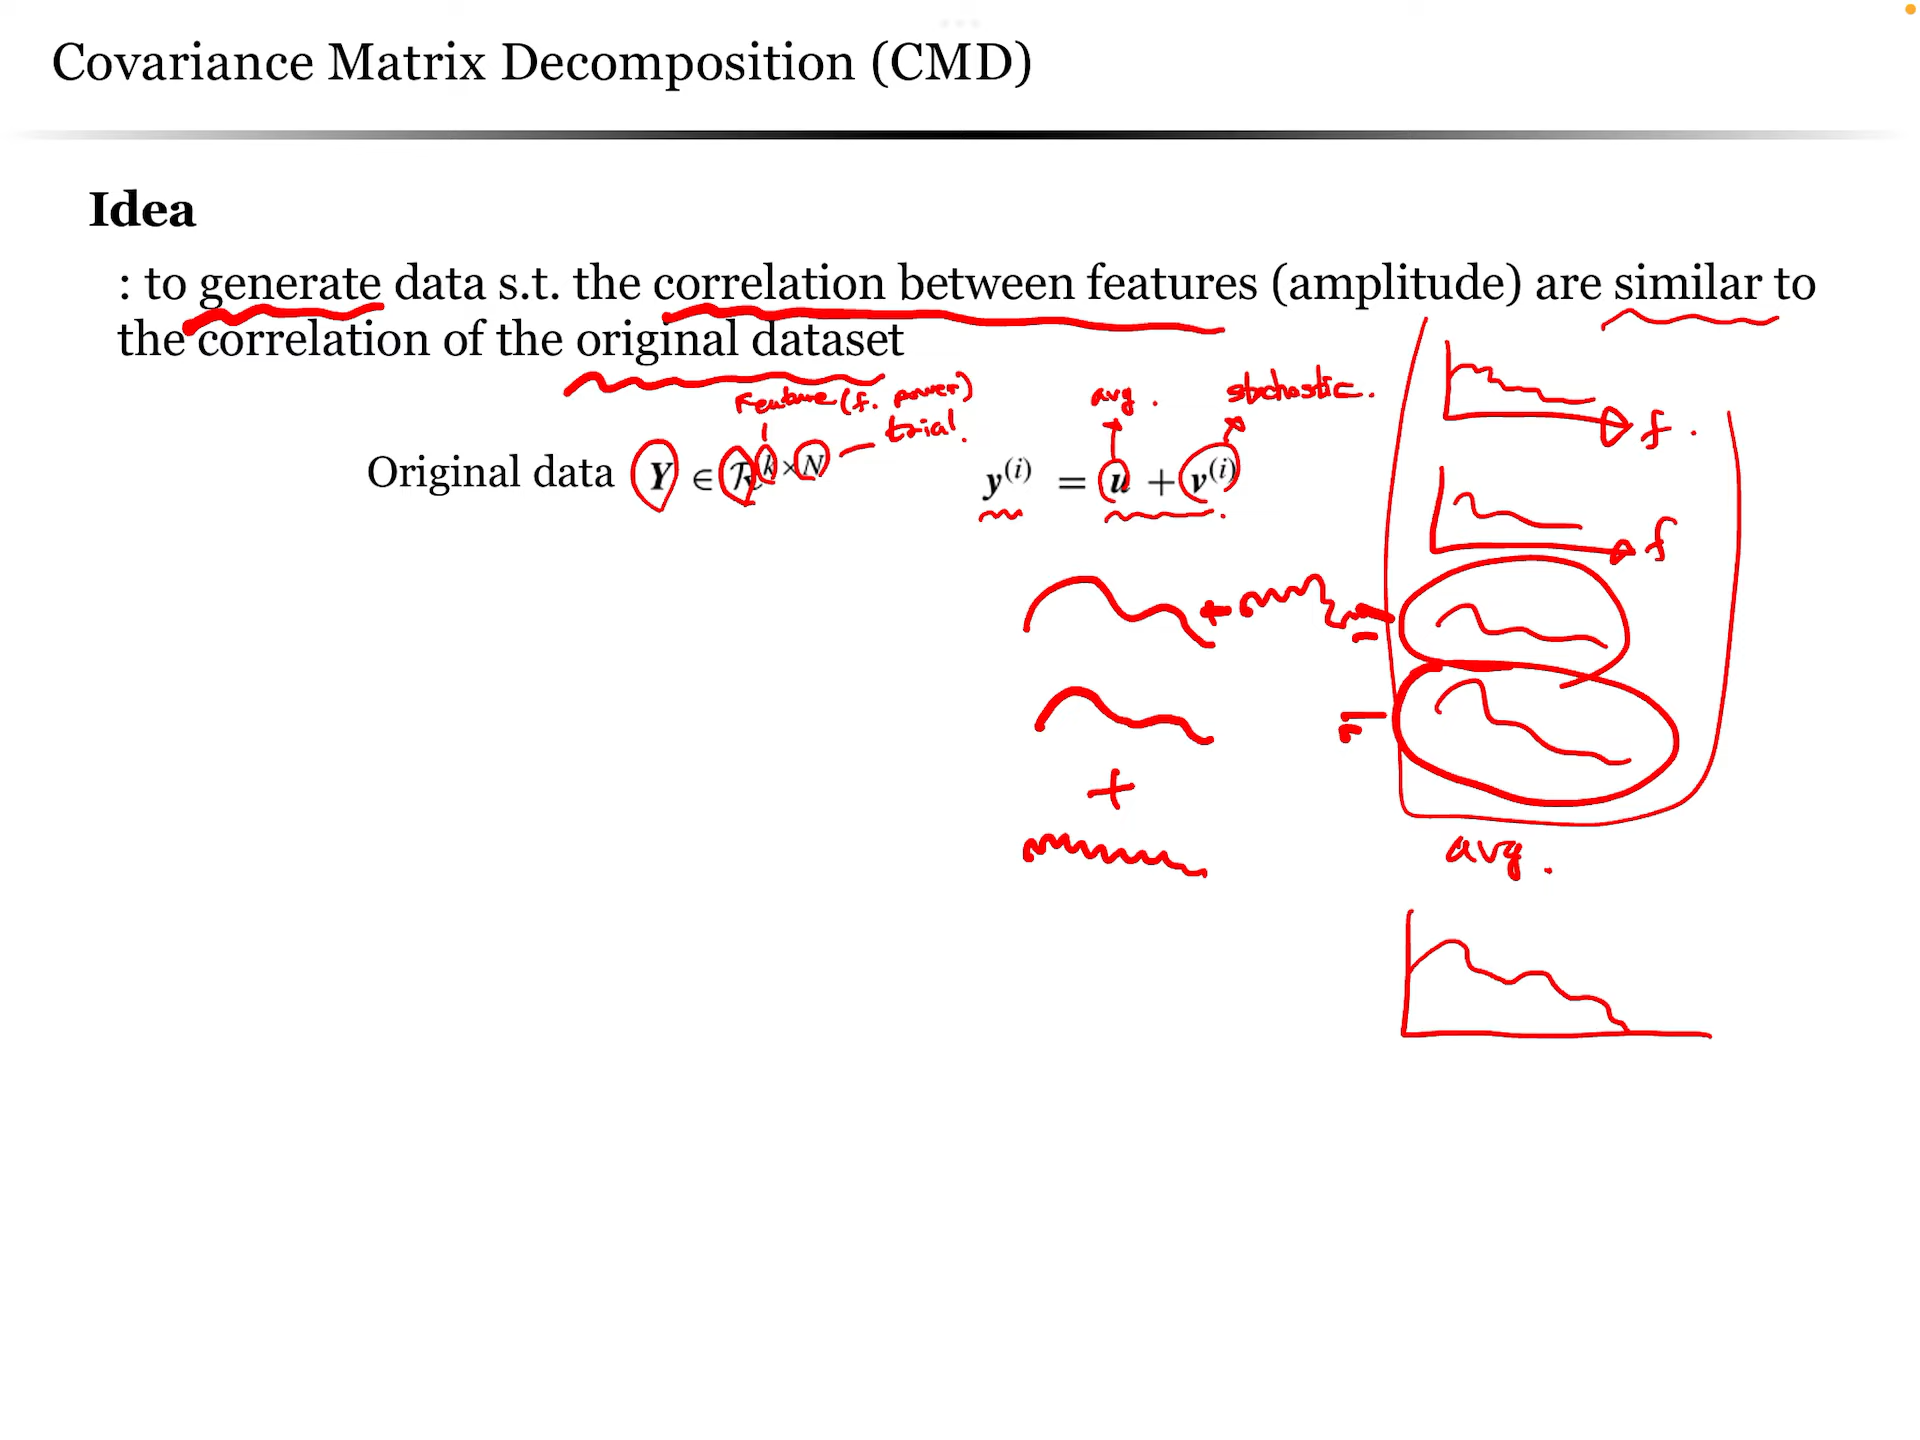 Covariance Matrix Decomposition (CMD)
Idea
: to generate data s.t. the correlation between features (amplitude) are similar to
the correlation of the original dataset
Feature (f. power)
trial.
avg.
stochastic.
Original data Y ∈ R^{k×N}
y^{(i)} = u + v^{(i)}
f.
f
+
+
=
=
avg.